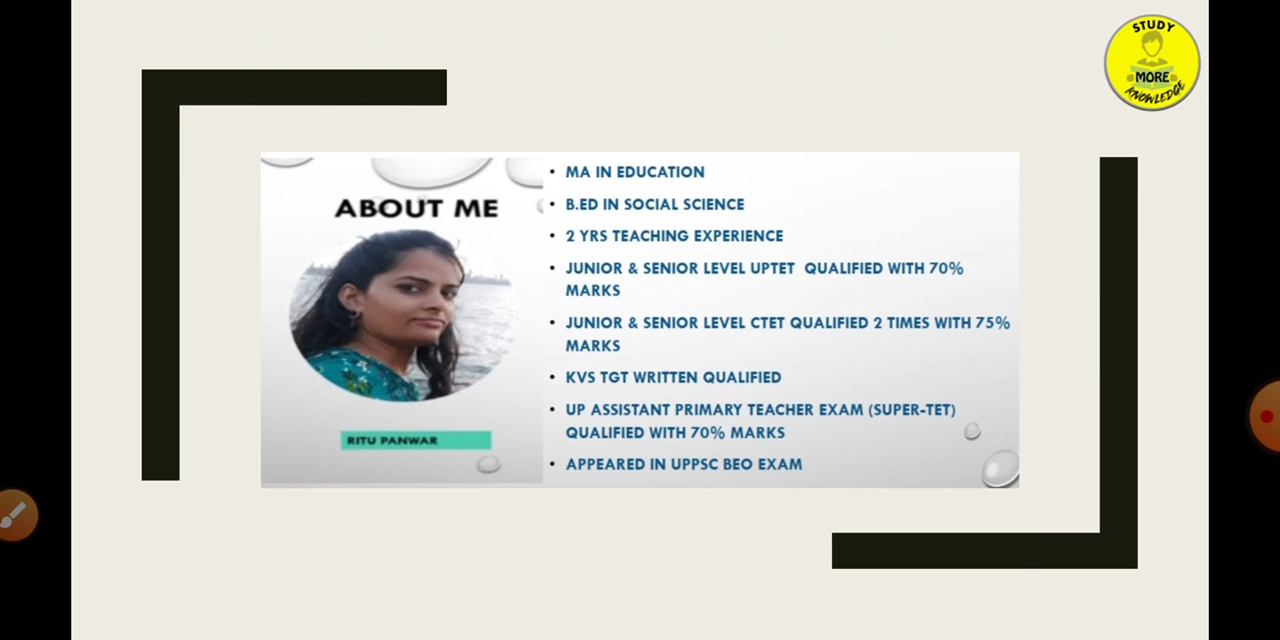 STUDY
MORE
KNOWLEDGE
ABOUT ME
RITU PANWAR
• MA IN EDUCATION
• B.ED IN SOCIAL SCIENCE
• 2 YRS TEACHING EXPERIENCE
• JUNIOR & SENIOR LEVEL UPTET QUALIFIED WITH 70%
MARKS
• JUNIOR & SENIOR LEVEL CTET QUALIFIED 2 TIMES WITH 75%
MARKS
• KVS TGT WRITTEN QUALIFIED
• UP ASSISTANT PRIMARY TEACHER EXAM (SUPER-TET)
QUALIFIED WITH 70% MARKS
• APPEARED IN UPPSC BEO EXAM